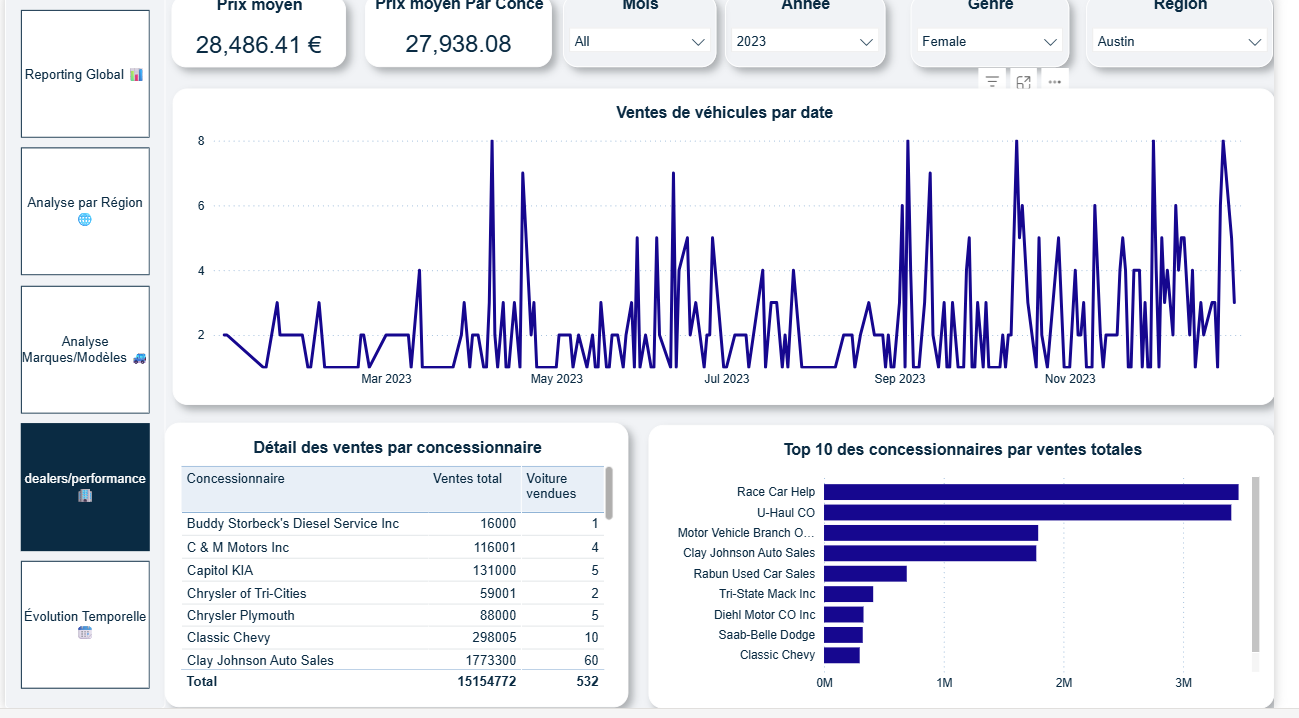 Prix moyen
28,486.41 €
Prix moyen Par Conce
27,938.08
Mois
All
Année
2023
Genre
Female
Région
Austin
Reporting Global
Analyse par Région
Analyse
Marques/Modèles
dealers/performance
Évolution Temporelle
Ventes de véhicules par date
8
6
4
2
Mar 2023
May 2023
Jul 2023
Sep 2023
Nov 2023
Détail des ventes par concessionnaire
Concessionnaire Ventes total Voiture
vendues
Buddy Storbeck's Diesel Service Inc 16000 1
C & M Motors Inc 116001 4
Capitol KIA 131000 5
Chrysler of Tri-Cities 59001 2
Chrysler Plymouth 88000 5
Classic Chevy 298005 10
Clay Johnson Auto Sales 1773300 60
Total 15154772 532
Top 10 des concessionnaires par ventes totales
Race Car Help
U-Haul CO
Motor Vehicle Branch O...
Clay Johnson Auto Sales
Rabun Used Car Sales
Tri-State Mack Inc
Diehl Motor CO Inc
Saab-Belle Dodge
Classic Chevy
0M 1M 2M 3M